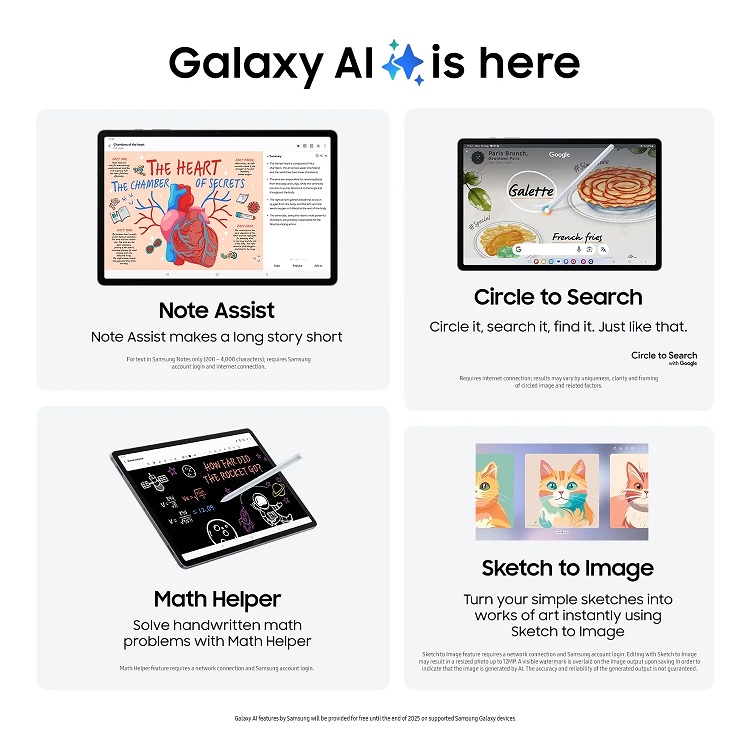 Galaxy AI is here
Chambers of the heart
THE HEART
THE CHAMBER OF SECRETS
Summary
Copy Replace Add to
Note Assist
Note Assist makes a long story short
For text in Samsung Notes only (200 – 4,000 characters); requires Samsung
account login and internet connection.
Paris Brunch,
Downtown Paris
Google
Galette
#Special
French fries
Circle to Search
Circle it, search it, find it. Just like that.
Circle to Search
with Google
Requires internet connection; results may vary by uniqueness, clarity and framing
of circled image and related factors.
HOW FAR DID
THE ROCKET GO?
Math Helper
Solve handwritten math
problems with Math Helper
Math Helper feature requires a network connection and Samsung account login.
Sketch to Image
Turn your simple sketches into
works of art instantly using
Sketch to Image
Sketch to Image feature requires a network connection and Samsung account login. Editing with Sketch to Image
may result in a resized photo up to 12MP. A visible watermark is overlaid on the image output upon saving in order to
indicate that the image is generated by AI. The accuracy and reliability of the generated output is not guaranteed.
Galaxy AI features by Samsung will be provided for free until the end of 2025 on supported Samsung Galaxy devices.